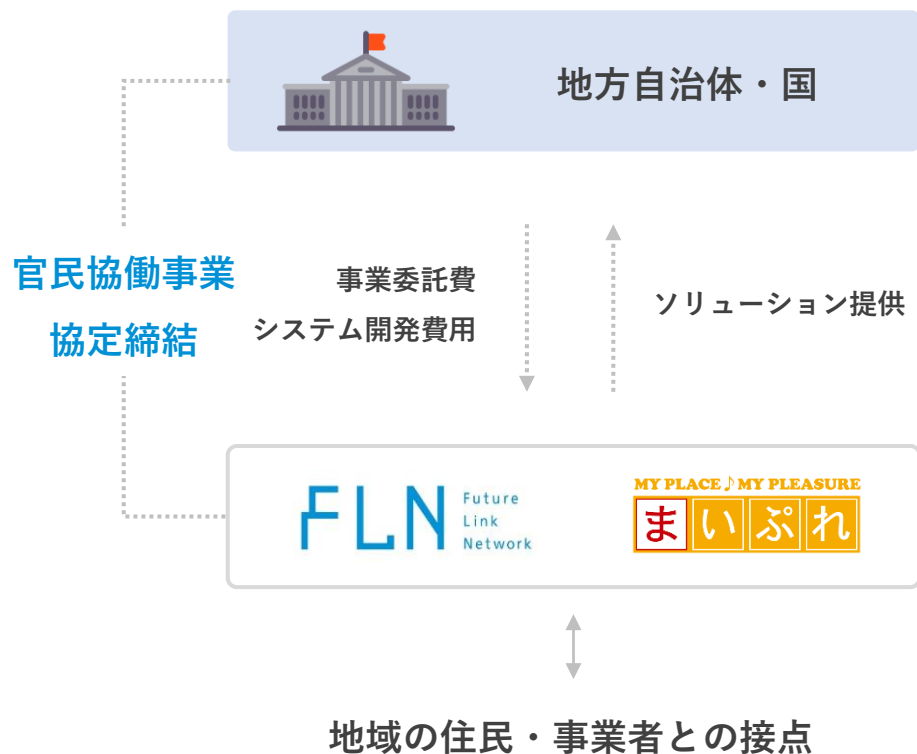 地方自治体・国
官民協働事業
協定締結
事業委託費
システム開発費用
ソリューション提供
FLN
Future
Link
Network
MY PLACE♪MY PLEASURE
まいぷれ
地域の住民・事業者との接点